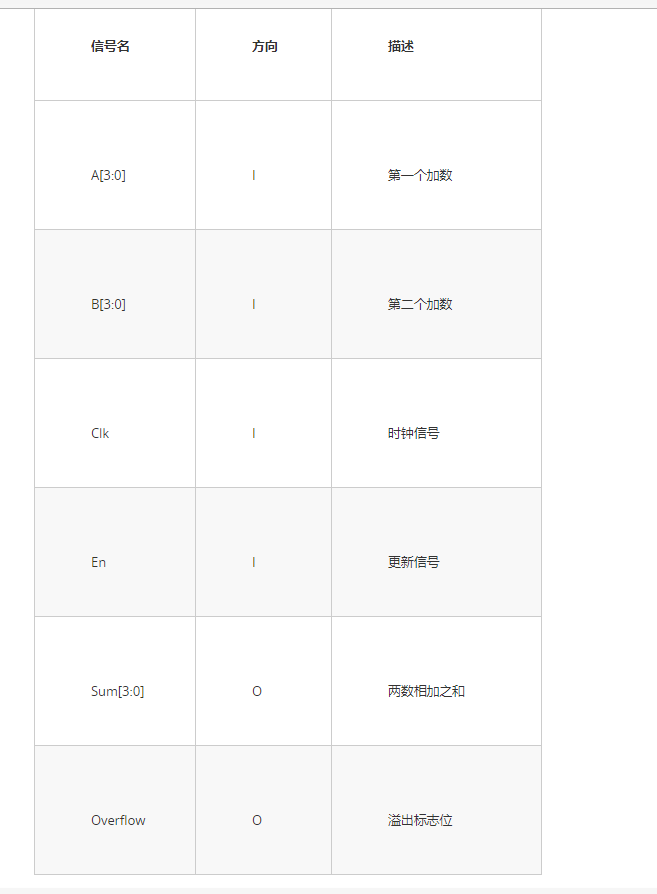 信号名 方向 描述
A[3:0] I 第一个加数
B[3:0] I 第二个加数
Clk I 时钟信号
En I 更新信号
Sum[3:0] O 两数相加之和
Overflow O 溢出标志位